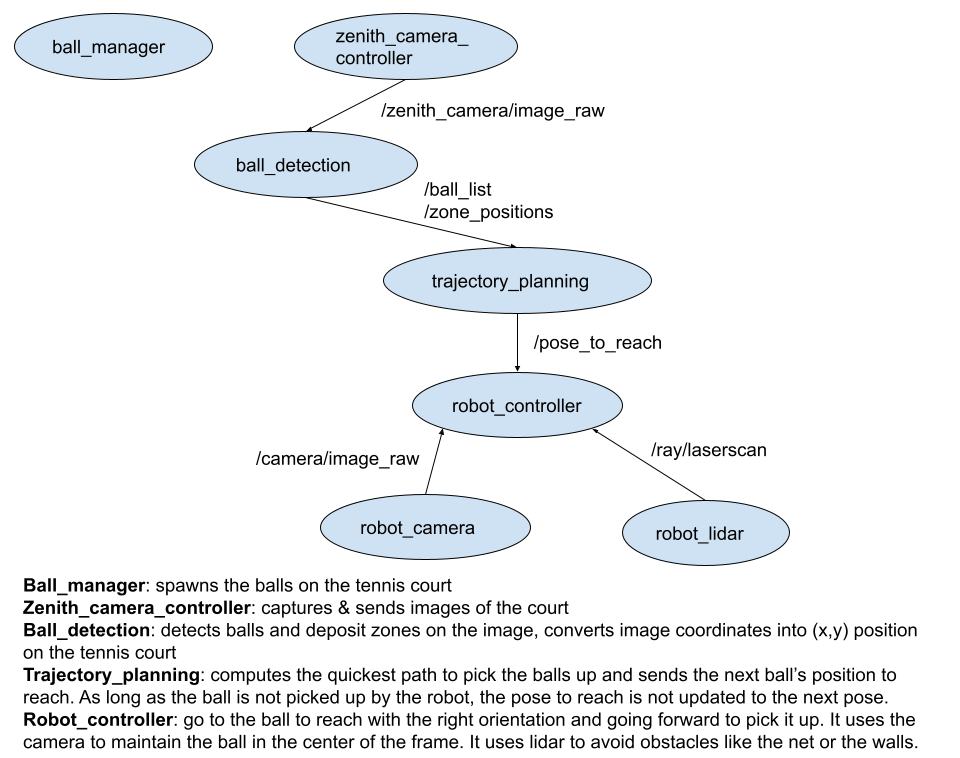 ball_manager
zenith_camera_
controller
/zenith_camera/image_raw
ball_detection
/ball_list
/zone_positions
trajectory_planning
/pose_to_reach
robot_controller
/camera/image_raw
/ray/laserscan
robot_camera
robot_lidar
Ball_manager: spawns the balls on the tennis court
Zenith_camera_controller: captures & sends images of the court
Ball_detection: detects balls and deposit zones on the image, converts image coordinates into (x,y) position
on the tennis court
Trajectory_planning: computes the quickest path to pick the balls up and sends the next ball's position to
reach. As long as the ball is not picked up by the robot, the pose to reach is not updated to the next pose.
Robot_controller: go to the ball to reach with the right orientation and going forward to pick it up. It uses the
camera to maintain the ball in the center of the frame. It uses lidar to avoid obstacles like the net or the walls.